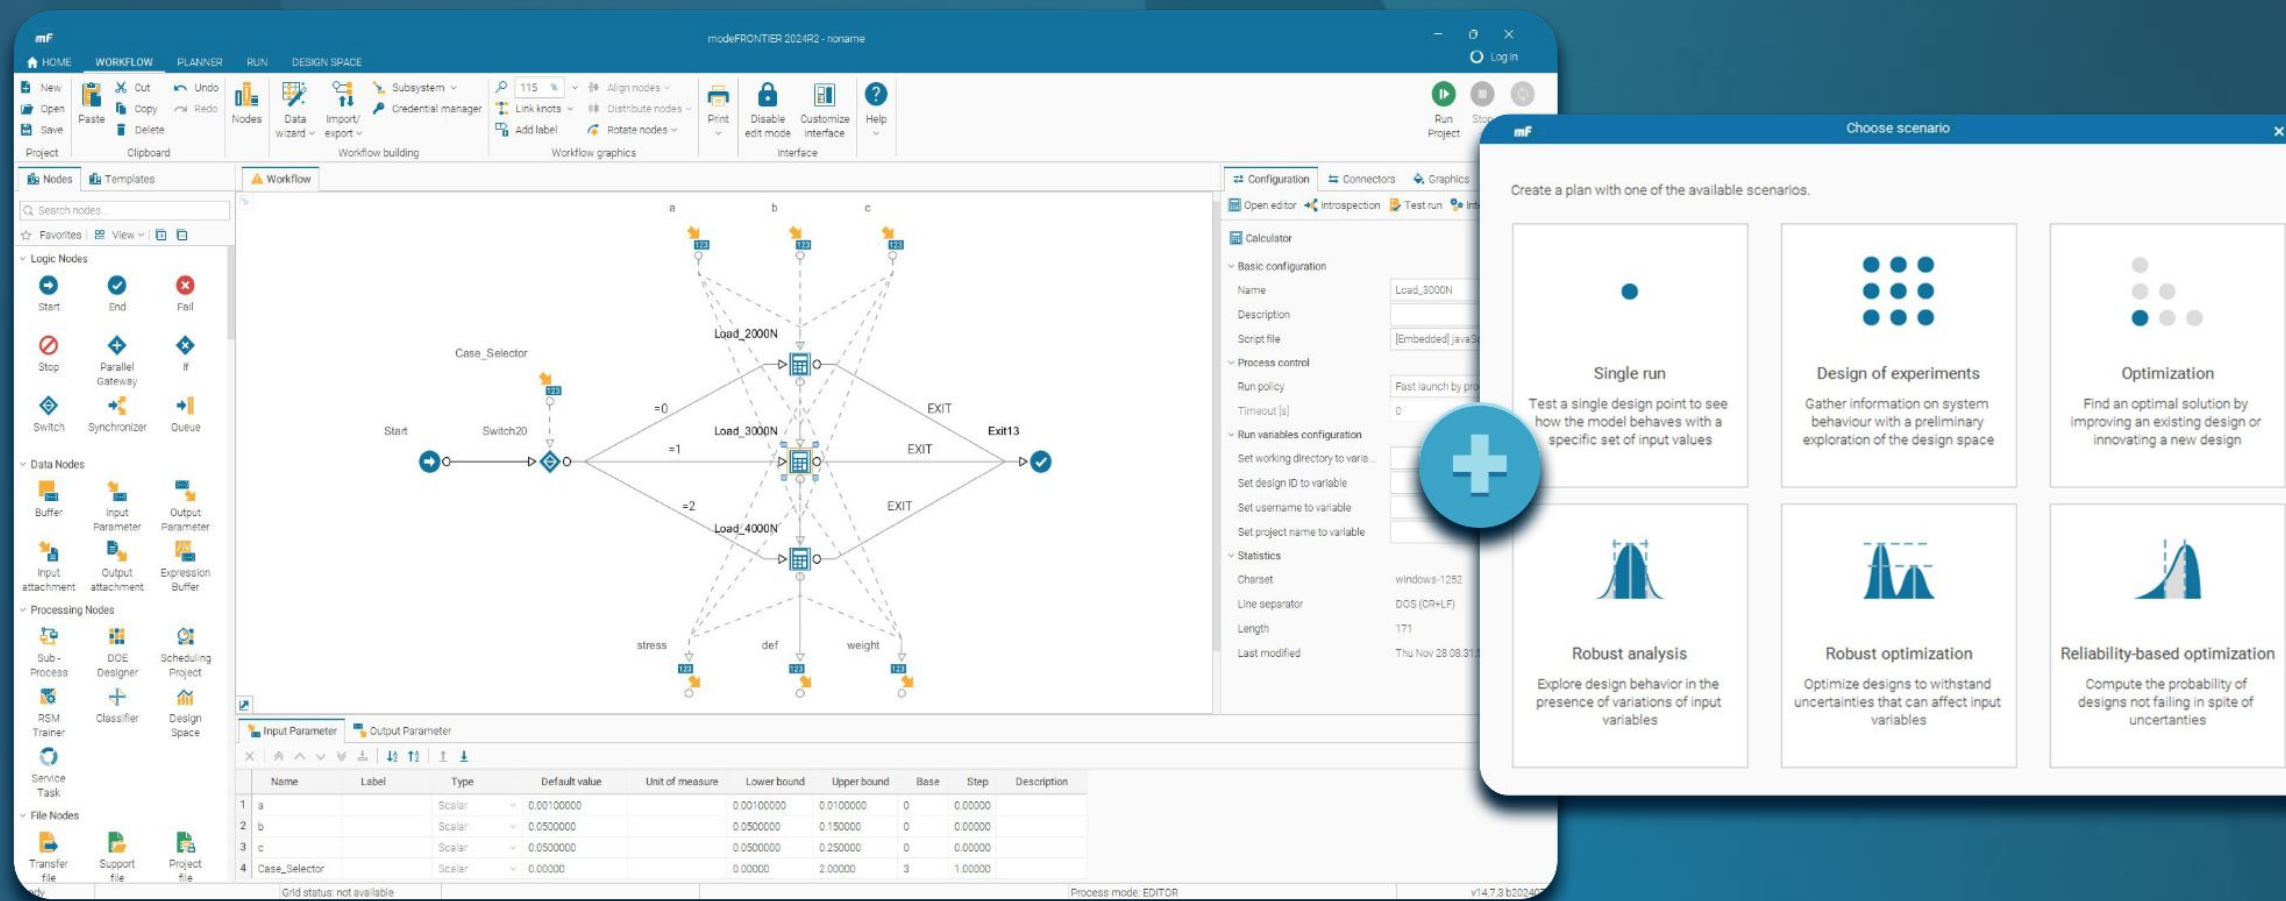 mF
modeFRONTIER 2024R2 - noname
HOME WORKFLOW PLANNER RUN DESIGN SPACE
Log In
New
Open
Save
Project
Paste
Cut
Copy
Delete
Undo
Redo
Clipboard
Nodes
Data wizard
Import/ export
Subsystem
Credential manager
Workflow building
115 %
Link knots
Add label
Align nodes
Distribute nodes
Rotate nodes
Workflow graphics
Print
Disable edit mode
Customize interface
Interface
Help
Run Project
Nodes Templates
Search nodes...
Favorites View
Logic Nodes
Start End Fail
Stop Parallel Gateway If
Switch Synchronizer Queue
Data Nodes
Buffer Input Parameter Output Parameter
Input attachment Output attachment Expression Buffer
Processing Nodes
Sub - Process DOE Designer Scheduling Project
RSM Trainer Classifier Design Space
Service Task
File Nodes
Transfer file Support file Project file
Workflow
a b c
123 123 123
Load_2000N
Case_Selector
123
=0 EXIT
Start Switch20 Load_3000N Exit13
=1 EXIT
=2 EXIT
Load_4000N
stress def weight
123 123 123
Configuration Connectors Graphics
Open editor Introspection Test run
Calculator
Basic configuration
Name Load_3000N
Description
Script file
Process control
Run policy
Timeout [s] 0
Run variables configuration
Set working directory to varia...
Set design ID to variable
Set username to variable
Set project name to variable
Statistics
Charset windows-1252
Line separator DOS (CR+LF)
Length 171
Last modified Thu Nov 28 08.31
Input Parameter Output Parameter
Name Label Type Default value Unit of measure Lower bound Upper bound Base Step Description
1 a Scalar 0.00100000 0.00100000 0.0100000 0 0.00000
2 b Scalar 0.0500000 0.0500000 0.150000 0 0.00000
3 c Scalar 0.0500000 0.0500000 0.250000 0 0.00000
4 Case_Selector Scalar 0.00000 0.00000 2.00000 3 1.00000
Grid status: not available
Process mode: EDITOR
mF
Choose scenario
Create a plan with one of the available scenarios.
Single run
Test a single design point to see
how the model behaves with a
specific set of input values
Design of experiments
Gather information on system
behaviour with a preliminary
exploration of the design space
Optimization
Find an optimal solution by
improving an existing design or
innovating a new design
Robust analysis
Explore design behavior in the
presence of variations of input
variables
Robust optimization
Optimize designs to withstand
uncertainties that can affect input
variables
Reliability-based optimization
Compute the probability of
designs not failing in spite of
uncertanties